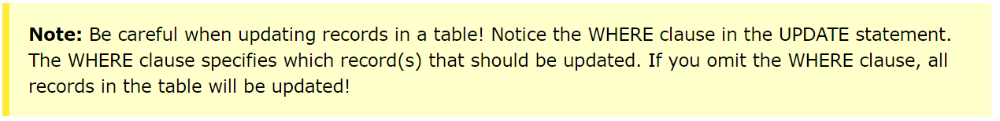 Note: Be careful when updating records in a table! Notice the WHERE clause in the UPDATE statement.
The WHERE clause specifies which record(s) that should be updated. If you omit the WHERE clause, all
records in the table will be updated!